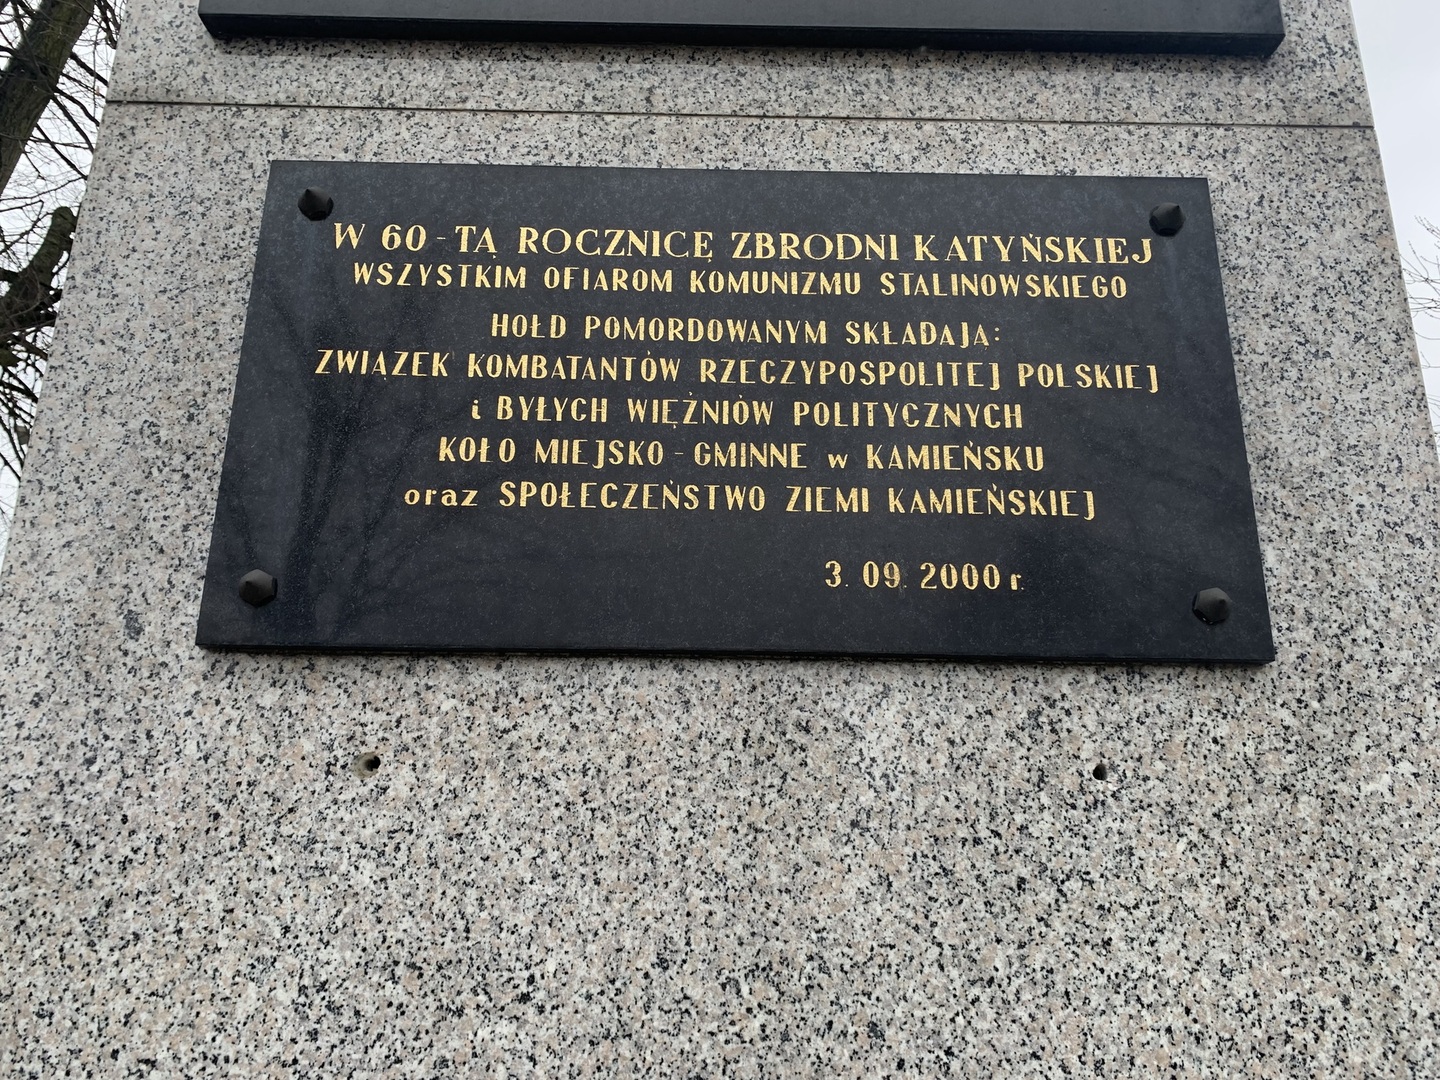 W 60-TĄ ROCZNICĘ ZBRODNI KATYŃSKIEJ
WSZYSTKIM OFIAROM KOMUNIZMU STALINOWSKIEGO
HOŁD POMORDOWANYM SKŁADAJĄ:
ZWIĄZEK KOMBATANTÓW RZECZYPOSPOLITEJ POLSKIEJ
i BYŁYCH WIĘŹNIÓW POLITYCZNYCH
KOŁO MIEJSKO-GMINNE w KAMIEŃSKU
oraz SPOŁECZEŃSTWO ZIEMI KAMIEŃSKIEJ
3. 09. 2000 r.